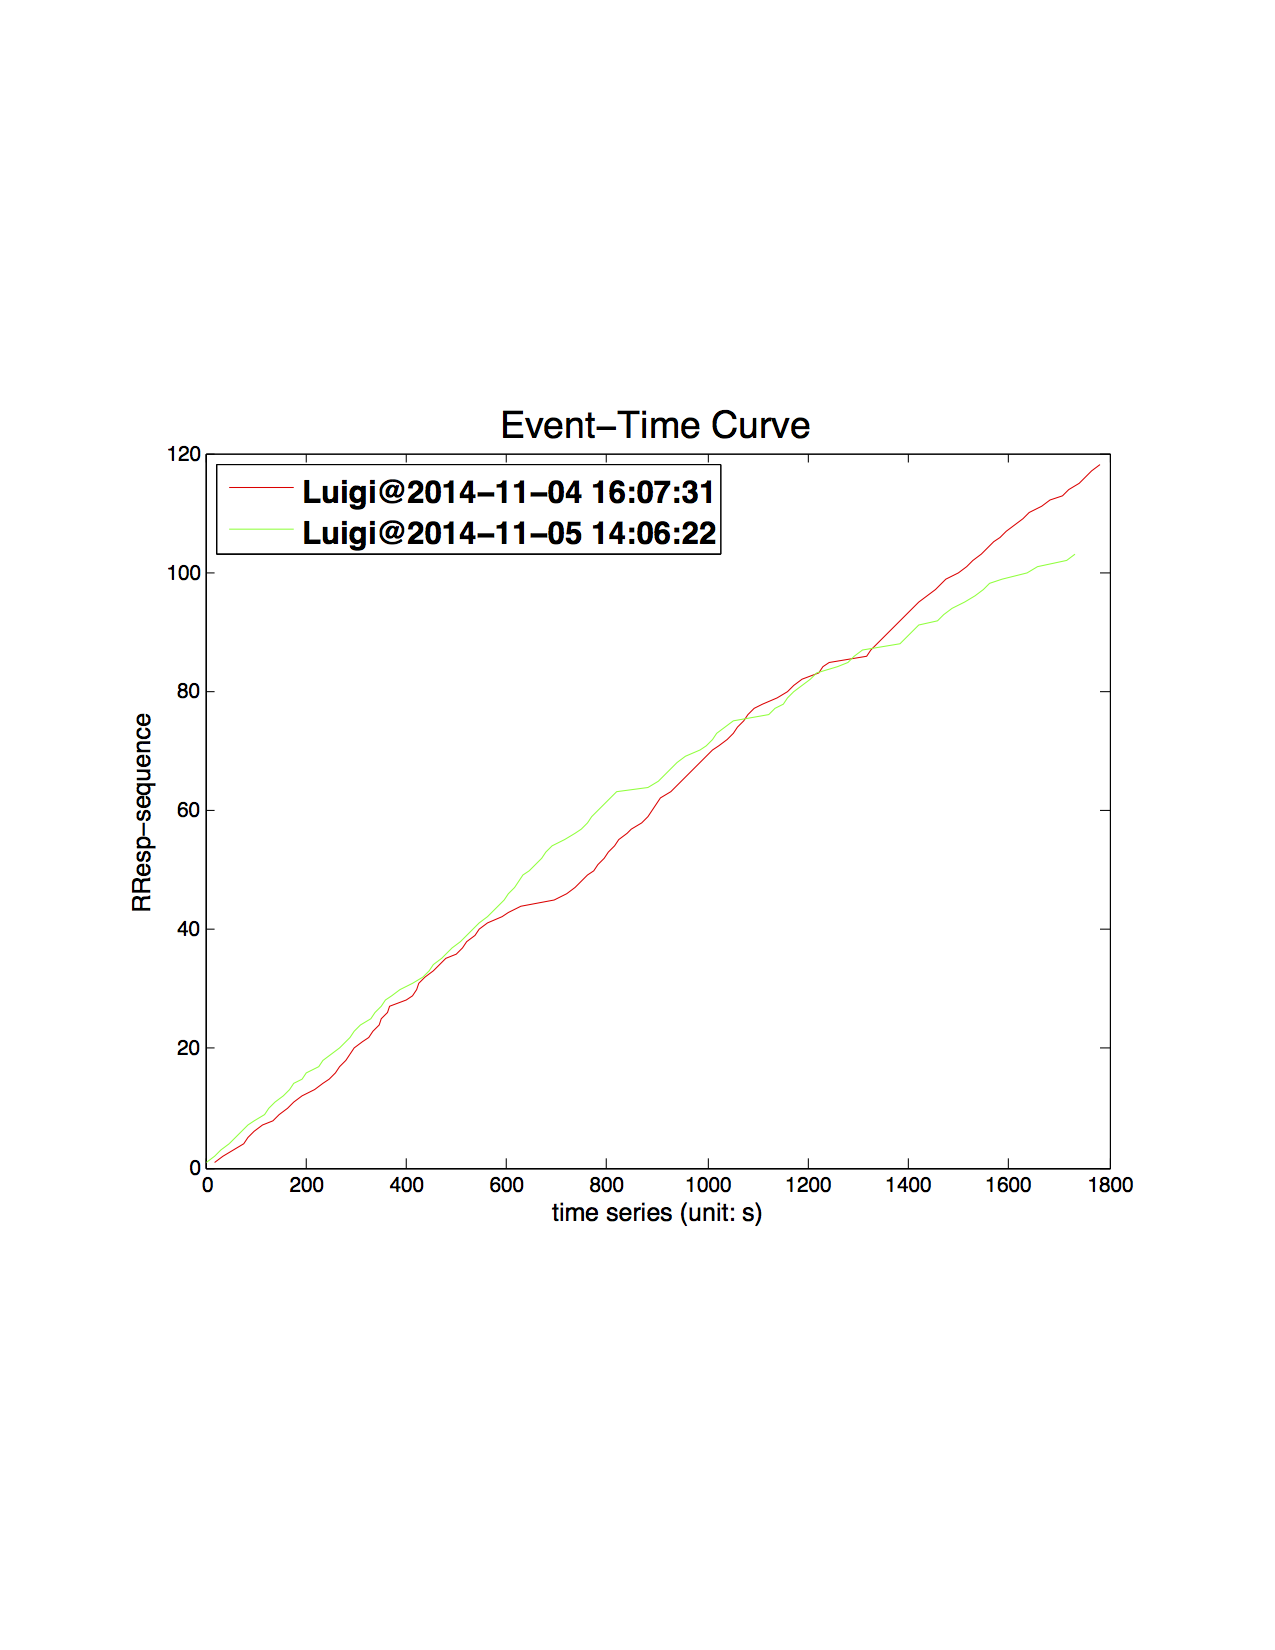 Event–Time Curve
120
100
80
60
40
20
0
Luigi@2014–11–04 16:07:31
Luigi@2014–11–05 14:06:22
RResp–sequence
0 200 400 600 800 1000 1200 1400 1600 1800
time series (unit: s)